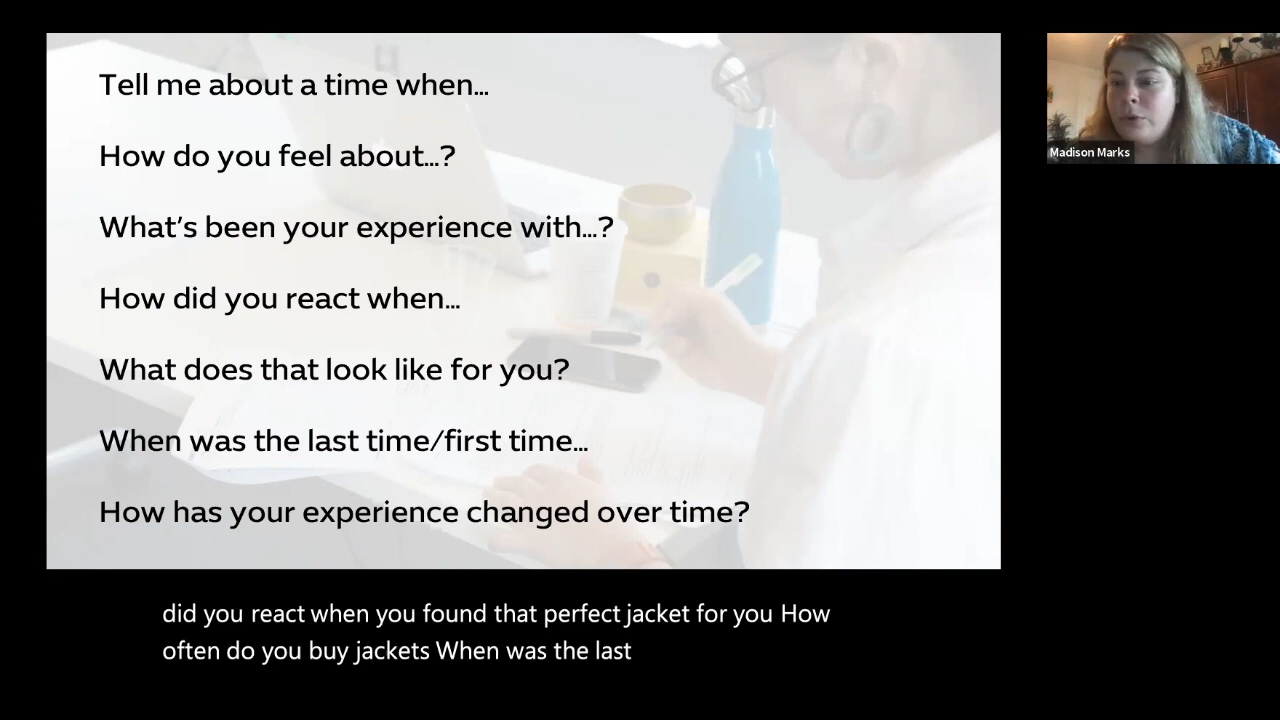 Tell me about a time when…
How do you feel about…?
What’s been your experience with…?
How did you react when…
What does that look like for you?
When was the last time/first time…
How has your experience changed over time?
Madison Marks
did you react when you found that perfect jacket for you How
often do you buy jackets When was the last